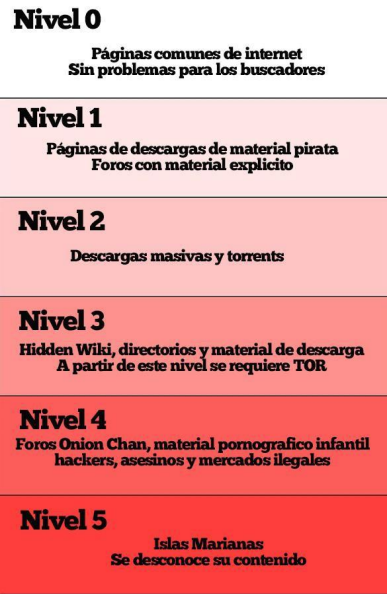 Nivel 0
Páginas comunes de internet
Sin problemas para los buscadores
Nivel 1
Páginas de descargas de material pirata
Foros con material explicito
Nivel 2
Descargas masivas y torrents
Nivel 3
Hidden Wiki, directorios y material de descarga
A partir de este nivel se requiere TOR
Nivel 4
Foros Onion Chan, material pornografico infantil
hackers, asesinos y mercados ilegales
Nivel 5
Islas Marianas
Se desconoce su contenido